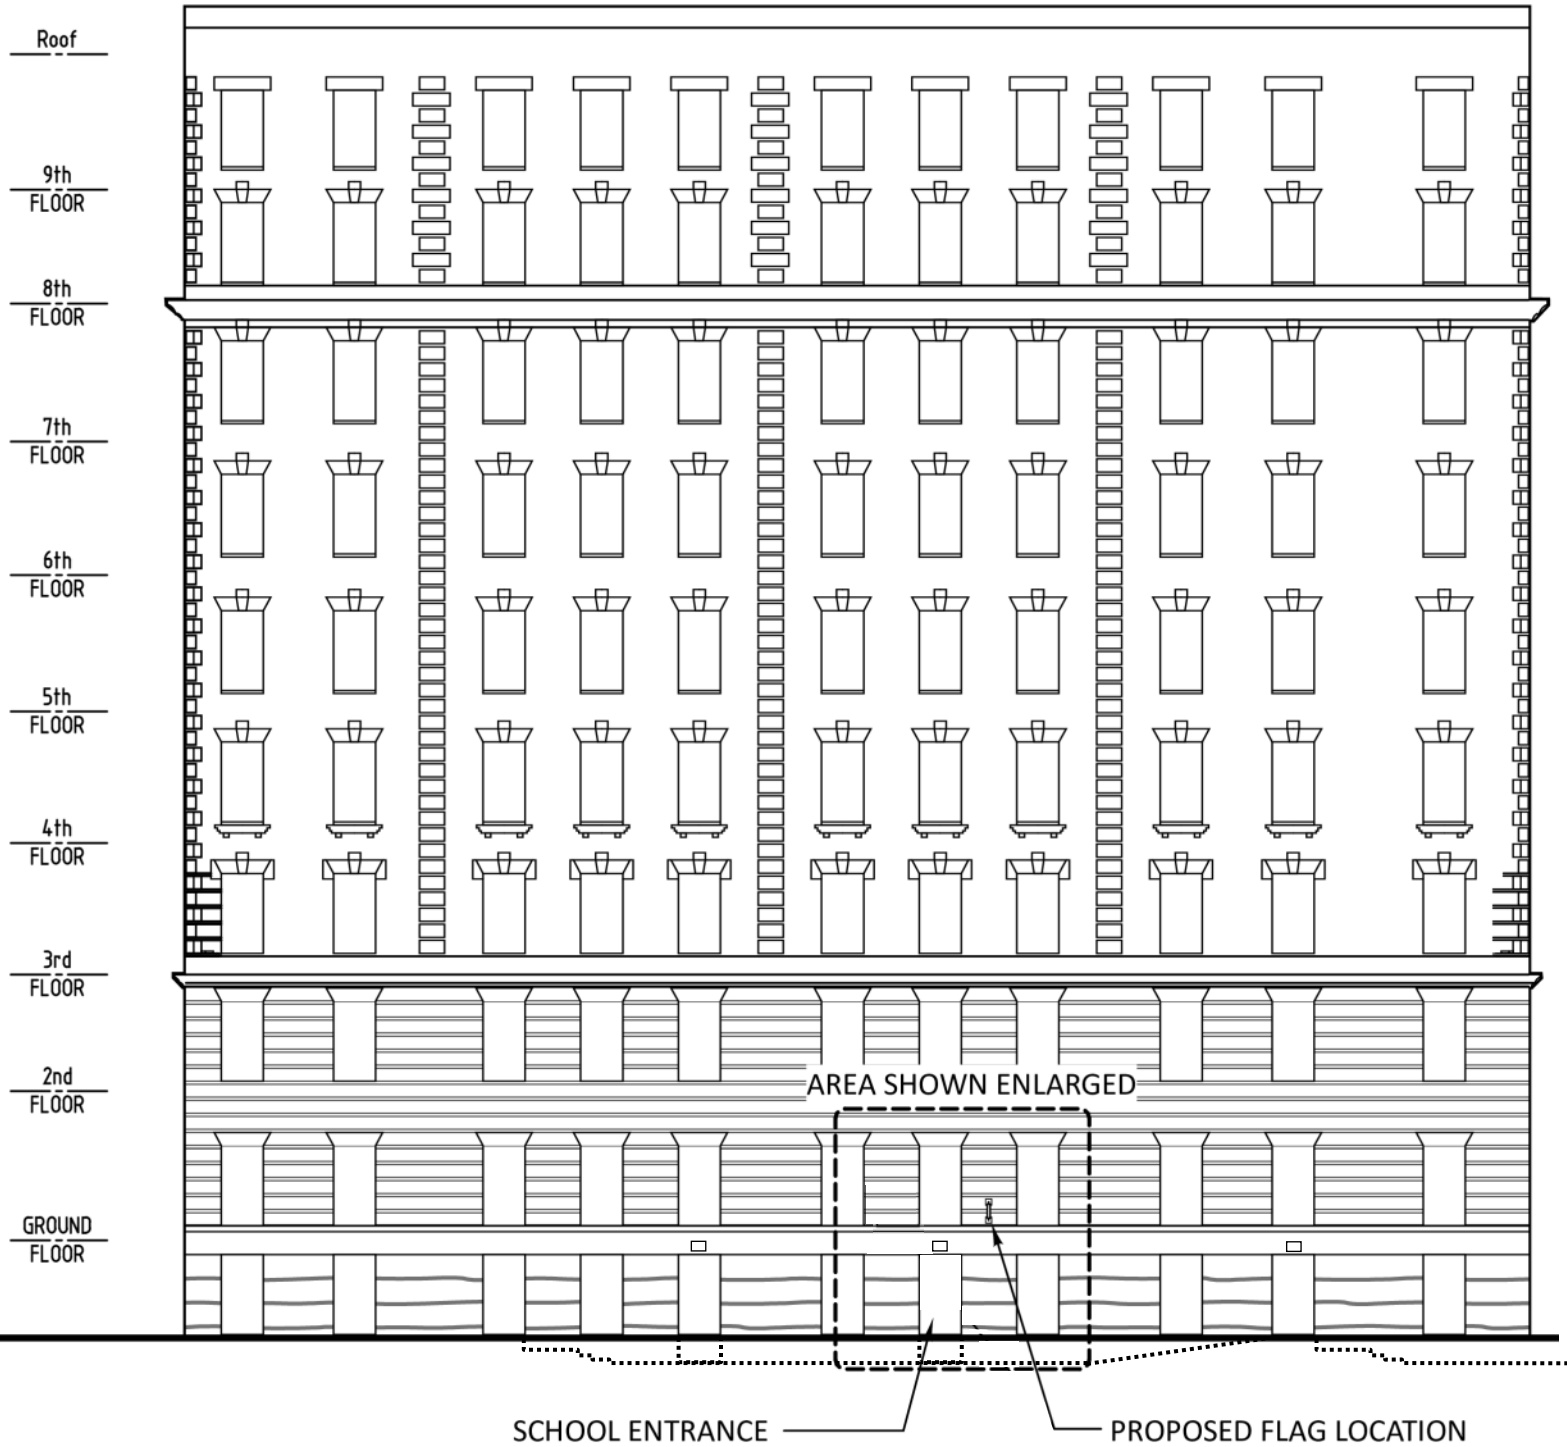 Roof
9th
FLOOR
8th
FLOOR
7th
FLOOR
6th
FLOOR
5th
FLOOR
4th
FLOOR
3rd
FLOOR
2nd
FLOOR
AREA SHOWN ENLARGED
GROUND
FLOOR
SCHOOL ENTRANCE
PROPOSED FLAG LOCATION